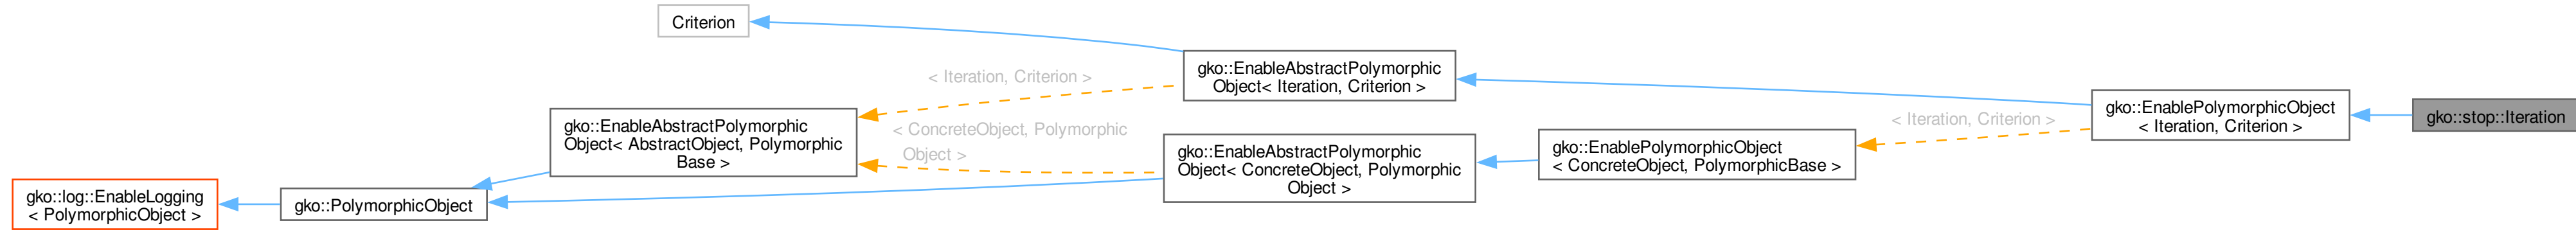 Criterion
gko::EnableAbstractPolymorphic
Object< Iteration, Criterion >
< Iteration, Criterion >
gko::EnablePolymorphicObject
< Iteration, Criterion >
gko::stop::Iteration
gko::EnableAbstractPolymorphic
Object< AbstractObject, Polymorphic
Base >
< ConcreteObject, Polymorphic
Object >
gko::EnableAbstractPolymorphic
Object< ConcreteObject, Polymorphic
Object >
gko::EnablePolymorphicObject
< ConcreteObject, PolymorphicBase >
< Iteration, Criterion >
gko::log::EnableLogging
< PolymorphicObject >
gko::PolymorphicObject